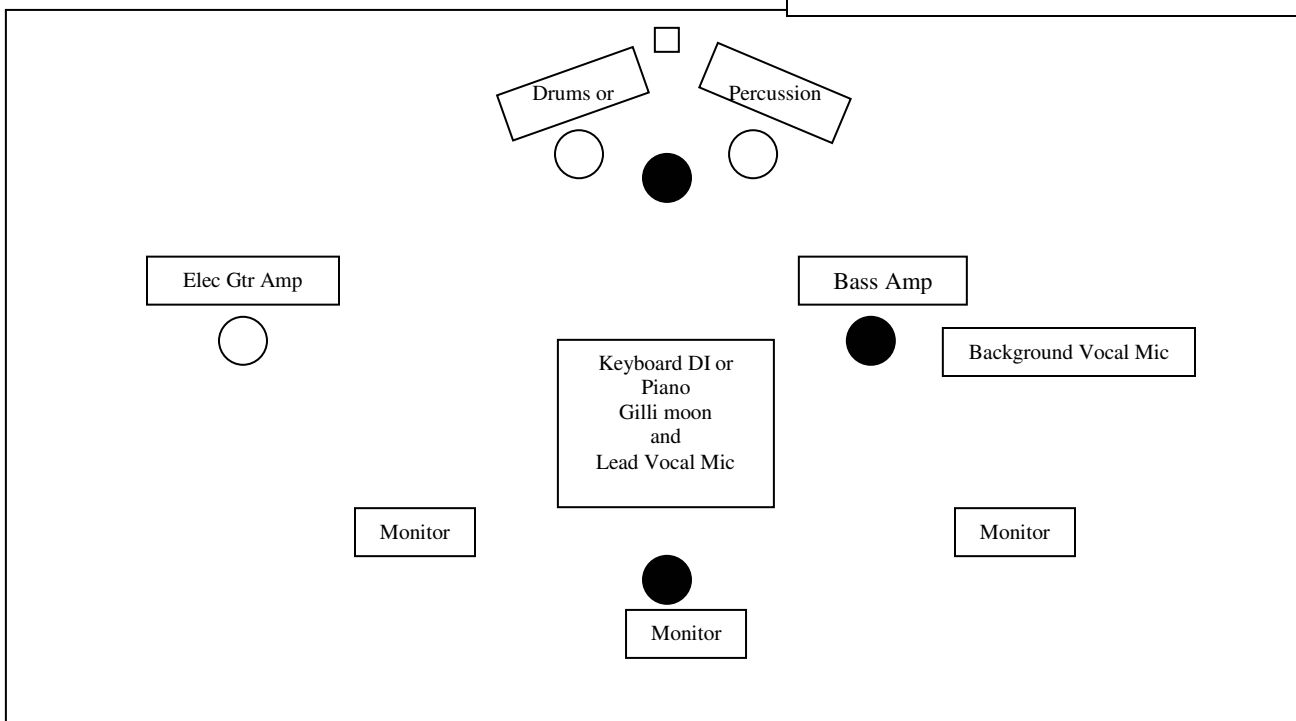 Drums or
Percussion
Elec Gtr Amp
Bass Amp
Background Vocal Mic
Keyboard DI or
Piano
Gilli moon
and
Lead Vocal Mic
Monitor
Monitor
Monitor